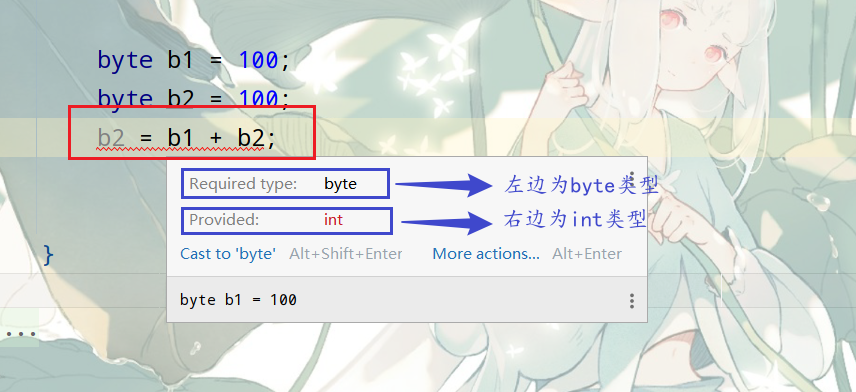 byte b1 = 100;
byte b2 = 100;
b2 = b1 + b2;
Required type: byte
左边为byte类型
Provided: int
右边为int类型
Cast to 'byte' Alt+Shift+Enter More actions... Alt+Enter
}
byte b1 = 100
...